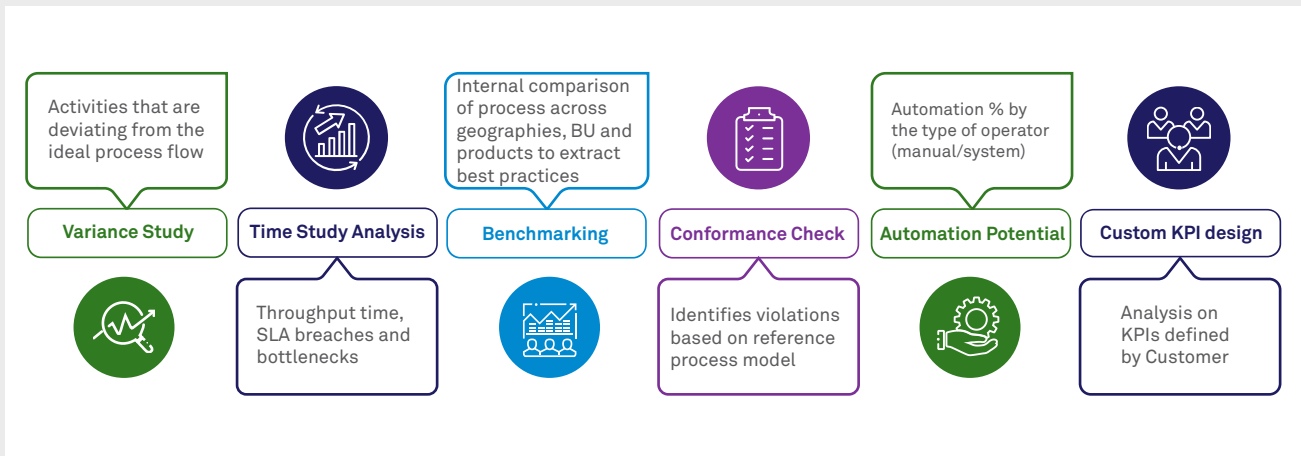 Activities that are
deviating from the
ideal process flow
Variance Study
Time Study Analysis
Throughput time,
SLA breaches and
bottlenecks
Internal comparison
of process across
geographies, BU and
products to extract
best practices
Benchmarking
Conformance Check
Identifies violations
based on reference
process model
Automation % by
the type of operator
(manual/system)
Automation Potential
Custom KPI design
Analysis on
KPIs defined
by Customer